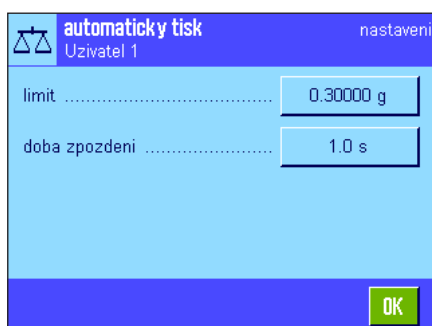 automaticky tisk
nastaveni
Uzivatel 1
limit ........................................ 0.30000 g
doba zpozdeni ........................ 1.0 s
OK